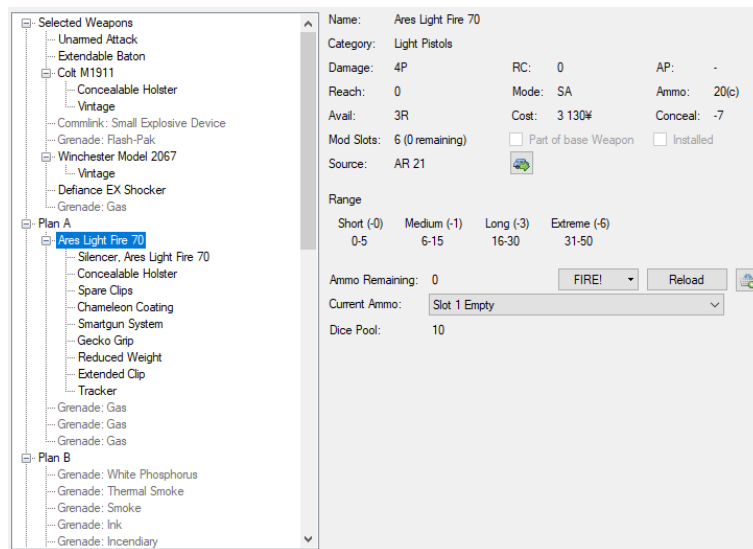 Selected Weapons
Unarmed Attack
Extendable Baton
Colt M1911
Concealable Holster
Vintage
Commlink: Small Explosive Device
Grenade: Flash-Pak
Winchester Model 2067
Vintage
Defiance EX Shocker
Grenade: Gas
Plan A
Ares Light Fire 70
Silencer, Ares Light Fire 70
Concealable Holster
Spare Clips
Chameleon Coating
Smartgun System
Gecko Grip
Reduced Weight
Extended Clip
Tracker
Grenade: Gas
Grenade: Gas
Grenade: Gas
Plan B
Grenade: White Phosphorus
Grenade: Thermal Smoke
Grenade: Smoke
Grenade: Ink
Grenade: Incendiary
Name: Ares Light Fire 70
Category: Light Pistols
Damage: 4P RC: 0 AP: -
Reach: 0 Mode: SA Ammo: 20(c)
Avail: 3R Cost: 3 130¥ Conceal: -7
Mod Slots: 6 (0 remaining) Part of base Weapon Installed
Source: AR 21
Range
Short (-0) Medium (-1) Long (-3) Extreme (-6)
0-5 6-15 16-30 31-50
Ammo Remaining: 0 FIRE! Reload
Current Ammo: Slot 1 Empty
Dice Pool: 10